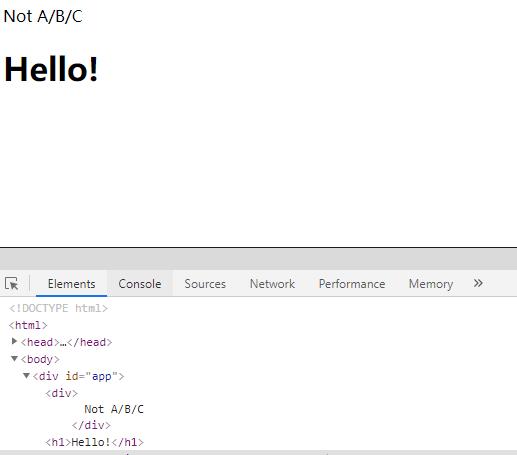 Not A/B/C
Hello!
Elements Console Sources Network Performance Memory »
<!DOCTYPE html>
<html>
<head>…</head>
<body>
<div id="app">
<div>
Not A/B/C
</div>
<h1>Hello!</h1>